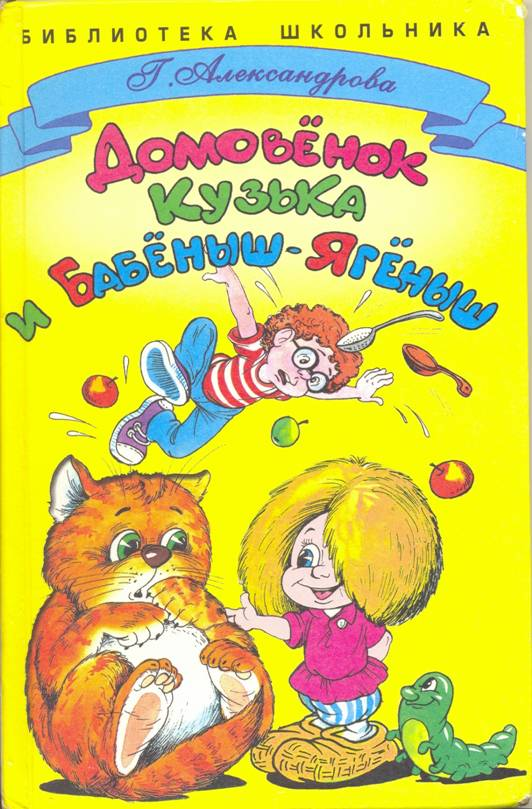 БИБЛИОТЕКА ШКОЛЬНИКА
Г. Александрова
ДОМОВЁНОК
КУЗЬКА
И БАБЁНЫШ-ЯГЁНЫШ